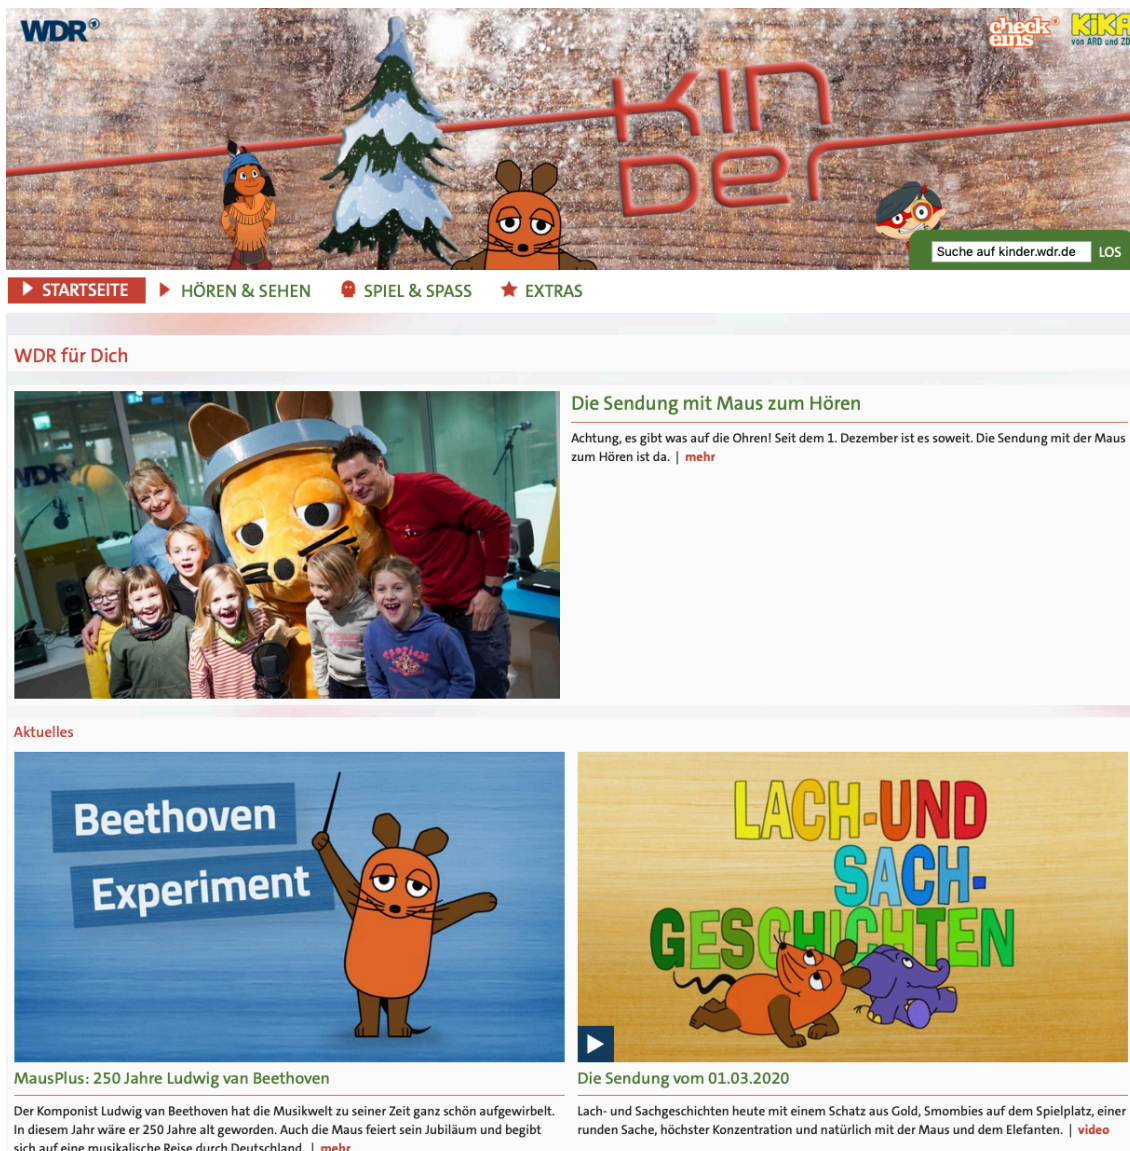 WDR
check eins
KiKA
von ARD und ZD
KINDER
Suche auf kinder.wdr.de LOS
STARTSEITE HÖREN & SEHEN SPIEL & SPASS EXTRAS
WDR für Dich
WDR
Die Sendung mit Maus zum Hören
Achtung, es gibt was auf die Ohren! Seit dem 1. Dezember ist es soweit. Die Sendung mit der Maus
zum Hören ist da. | mehr
Aktuelles
Beethoven
Experiment
MausPlus: 250 Jahre Ludwig van Beethoven
Der Komponist Ludwig van Beethoven hat die Musikwelt zu seiner Zeit ganz schön aufgewirbelt.
In diesem Jahr wäre er 250 Jahre alt geworden. Auch die Maus feiert sein Jubiläum und begibt
sich auf eine musikalische Reise durch Deutschland. | mehr
LACH-UND
SACH-
GESCHICHTEN
Die Sendung vom 01.03.2020
Lach- und Sachgeschichten heute mit einem Schatz aus Gold, Smombies auf dem Spielplatz, einer
runden Sache, höchster Konzentration und natürlich mit der Maus und dem Elefanten. | video